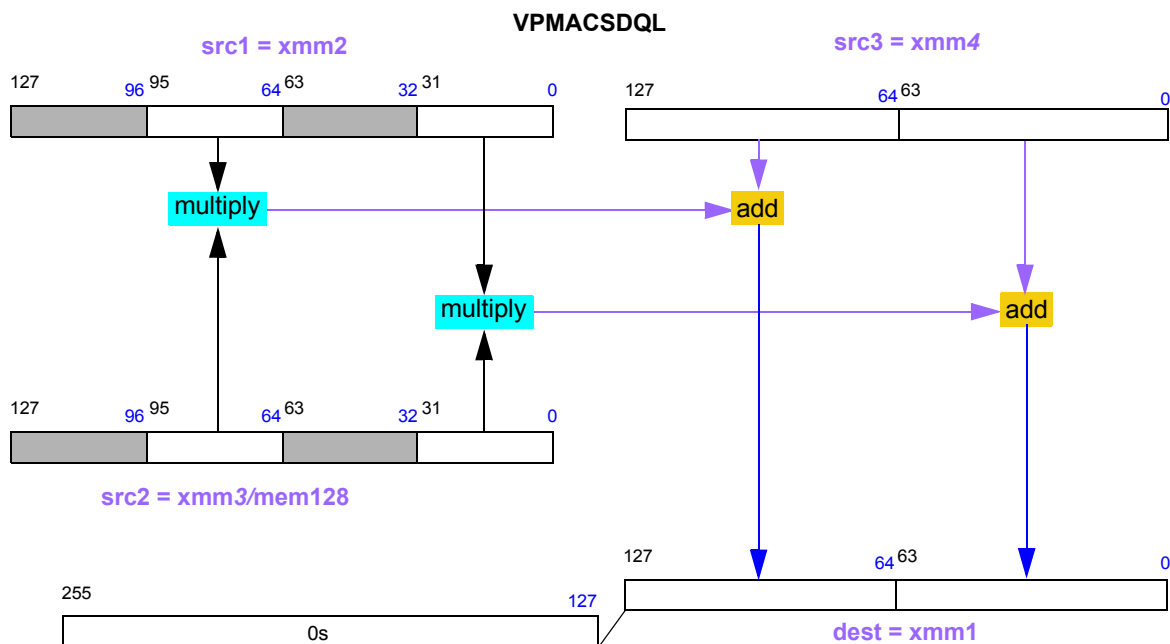 VPMACSDQL
src1 = xmm2
src3 = xmm4
127 96 95 64 63 32 31 0
127 64 63 0
multiply
add
multiply
add
127 96 95 64 63 32 31 0
src2 = xmm3/mem128
127 64 63 0
255 127
0s
dest = xmm1